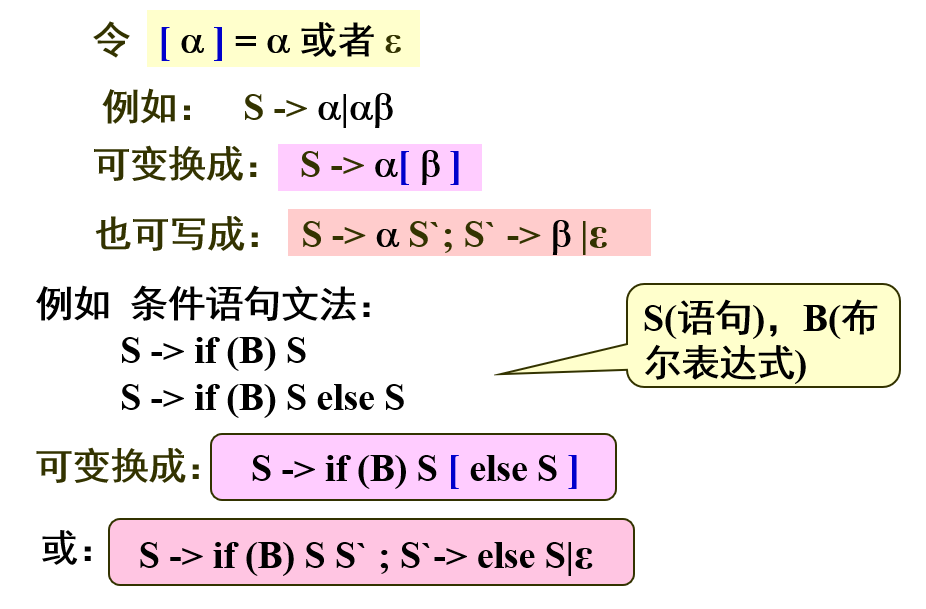 令 [ α ] = α 或者 ε
例如： S -> α|αβ
可变换成： S -> α[ β ]
也可写成： S -> α S`; S` -> β |ε
例如 条件语句文法：
S -> if (B) S
S -> if (B) S else S
S(语句)，B(布
尔表达式)
可变换成： S -> if (B) S [ else S ]
或： S -> if (B) S S` ; S`-> else S|ε